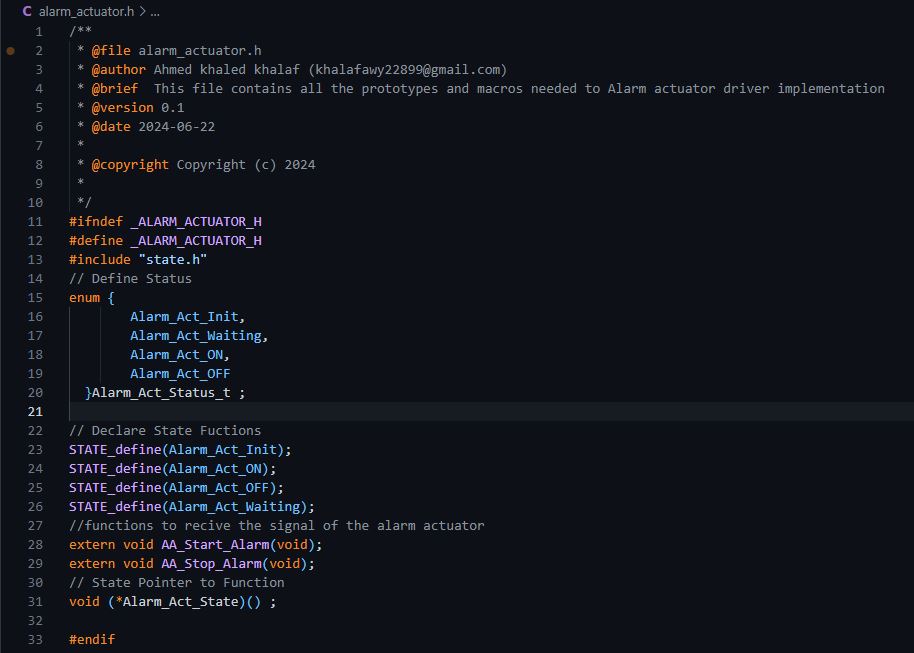 C alarm_actuator.h > ...
1 /**
2 * @file alarm_actuator.h
3 * @author Ahmed khaled khalaf (khalafawy22899@gmail.com)
4 * @brief  This file contains all the prototypes and macros needed to Alarm actuator driver implementation
5 * @version 0.1
6 * @date 2024-06-22
7 *
8 * @copyright Copyright (c) 2024
9 *
10 */
11 #ifndef _ALARM_ACTUATOR_H
12 #define _ALARM_ACTUATOR_H
13 #include "state.h"
14 // Define Status
15 enum {
16         Alarm_Act_Init,
17         Alarm_Act_Waiting,
18         Alarm_Act_ON,
19         Alarm_Act_OFF
20   }Alarm_Act_Status_t ;
21
22 // Declare State Fuctions
23 STATE_define(Alarm_Act_Init);
24 STATE_define(Alarm_Act_ON);
25 STATE_define(Alarm_Act_OFF);
26 STATE_define(Alarm_Act_Waiting);
27 //functions to recive the signal of the alarm actuator
28 extern void AA_Start_Alarm(void);
29 extern void AA_Stop_Alarm(void);
30 // State Pointer to Function
31 void (*Alarm_Act_State)() ;
32
33 #endif